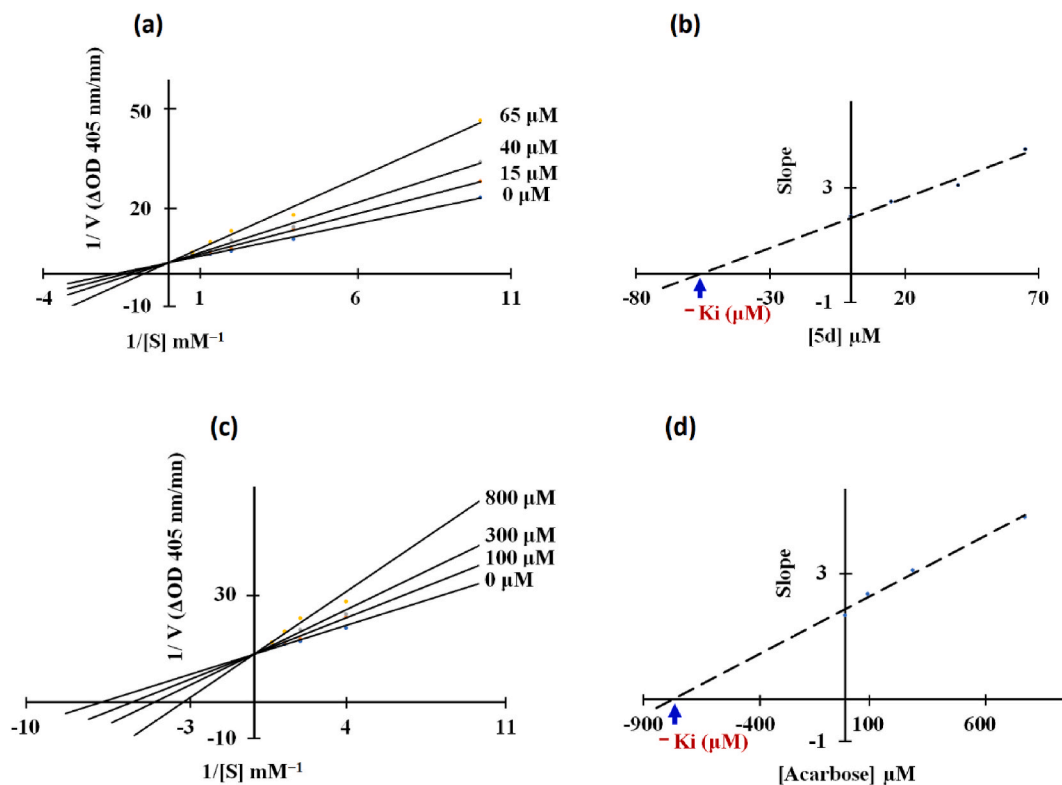 (a)
1/ V (ΔOD 405 nm/mn)
50
20
-10
-4
1
6
11
65 µM
40 µM
15 µM
0 µM
1/[S] mM⁻¹
(b)
Slope
3
-1
-80
-30
20
70
− Ki (µM)
[5d] µM
(c)
1/ V (ΔOD 405 nm/mn)
30
-10
-10
-3
4
11
800 µM
300 µM
100 µM
0 µM
1/[S] mM⁻¹
(d)
Slope
3
-1
-900
-400
100
600
− Ki (µM)
[Acarbose] µM